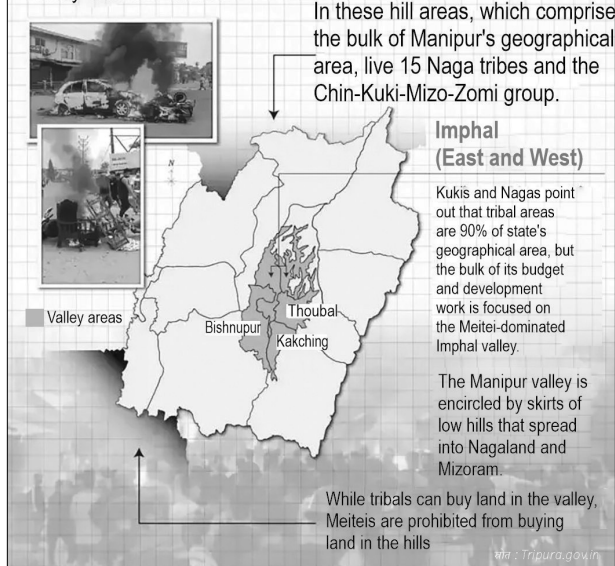 In these hill areas, which comprise
the bulk of Manipur's geographical
area, live 15 Naga tribes and the
Chin-Kuki-Mizo-Zomi group.
Imphal
(East and West)
Kukis and Nagas point
out that tribal areas
are 90% of state's
geographical area, but
the bulk of its budget
and development
work is focused on
the Meitei-dominated
Imphal valley.
N
Valley areas
Bishnupur
Thoubal
Kakching
The Manipur valley is
encircled by skirts of
low hills that spread
into Nagaland and
Mizoram.
While tribals can buy land in the valley,
Meiteis are prohibited from buying
land in the hills
स्रोत : Tripura.gov.in